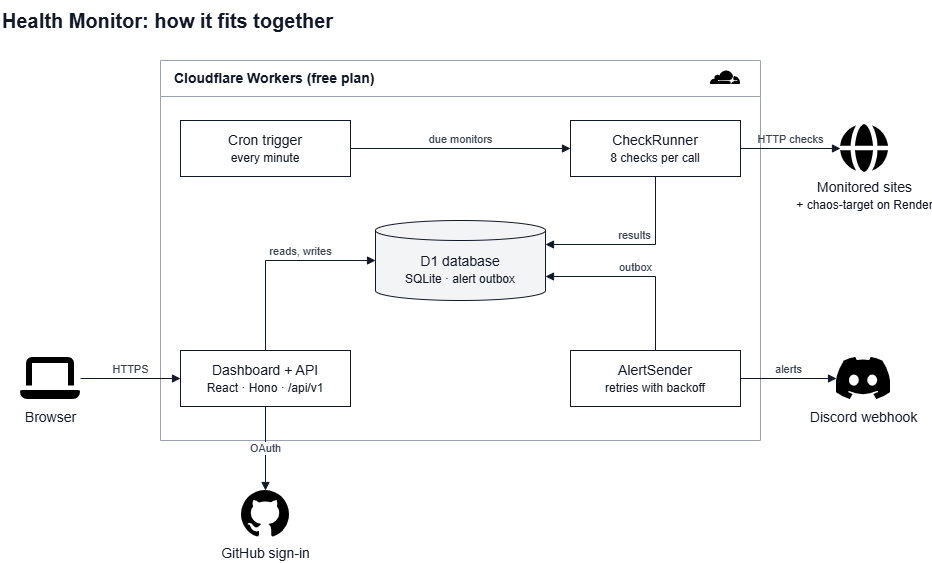 Health Monitor: how it fits together
Cloudflare Workers (free plan)
Cron trigger
every minute
due monitors
CheckRunner
8 checks per call
HTTP checks
Monitored sites
+ chaos-target on Render
results
reads, writes
D1 database
SQLite · alert outbox
outbox
Browser
HTTPS
Dashboard + API
React · Hono · /api/v1
AlertSender
retries with backoff
alerts
Discord webhook
OAuth
GitHub sign-in